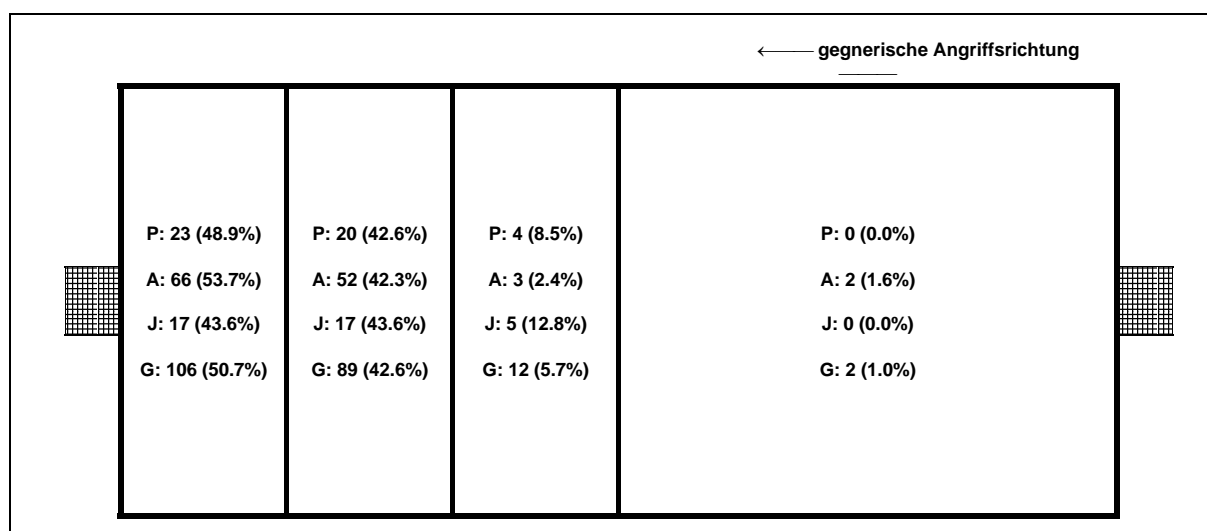 ← gegnerische Angriffsrichtung
P: 23 (48.9%) P: 20 (42.6%) P: 4 (8.5%) P: 0 (0.0%)
A: 66 (53.7%) A: 52 (42.3%) A: 3 (2.4%) A: 2 (1.6%)
J: 17 (43.6%) J: 17 (43.6%) J: 5 (12.8%) J: 0 (0.0%)
G: 106 (50.7%) G: 89 (42.6%) G: 12 (5.7%) G: 2 (1.0%)